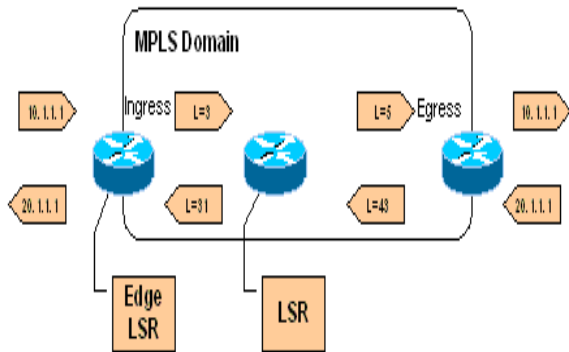 MPLS Domain
10.1.1.1
Ingress
L=3
L=5
Egress
10.1.1.1
20.1.1.1
L=31
L=43
20.1.1.1
Edge
LSR
LSR